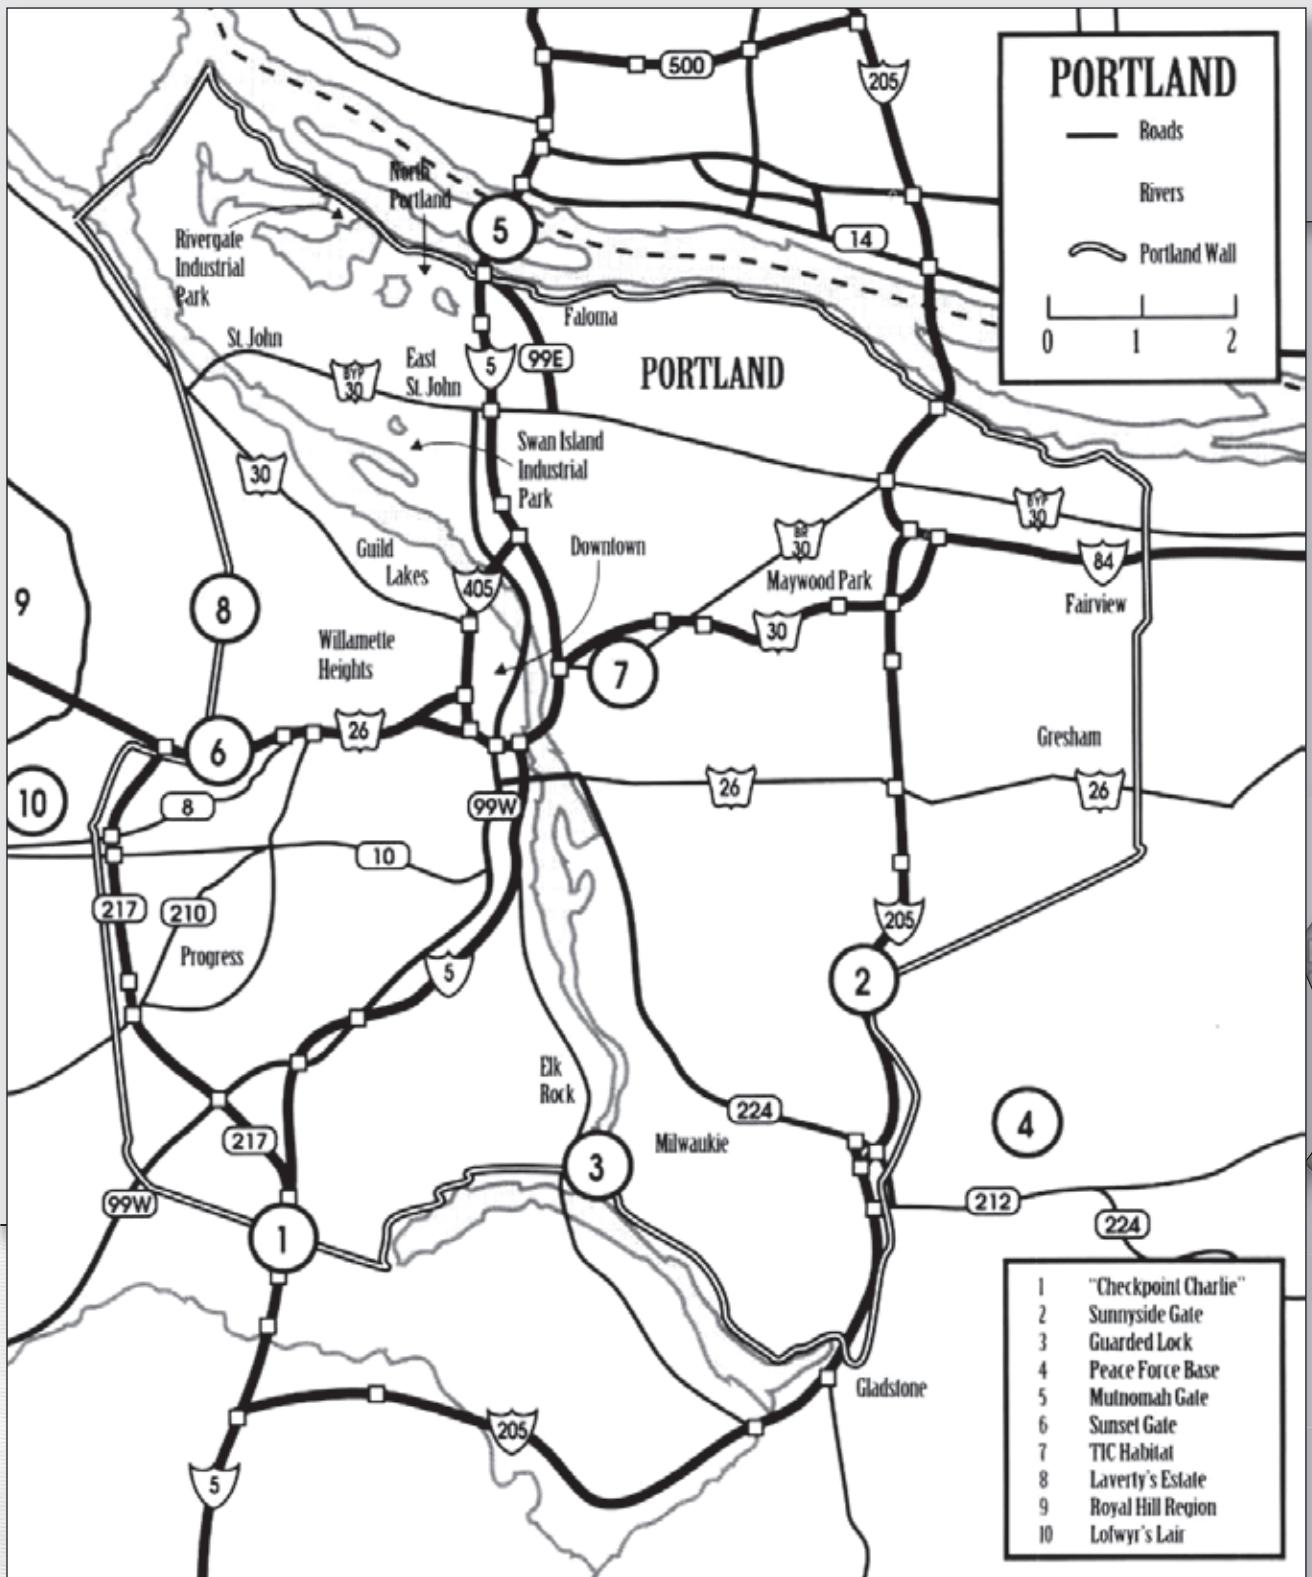 500
205
PORTLAND
Roads
Rivers
Portland Wall
0 1 2
North
Portland
5
14
Rivergate
Industrial
Park
Faloma
St. John
BYP
30
East
St. John
5
99E
PORTLAND
Swan Island
Industrial
Park
30
BYP
30
BR
30
Guild
Lakes
Downtown
Maywood Park
84
Fairview
405
9
8
30
Willamette
Heights
7
6
26
Gresham
10
8
99W
26
26
10
217
210
205
Progress
5
2
Elk
Rock
224
4
217
Milwaukie
3
99W
212
224
1
Gladstone
205
5
1 "Checkpoint Charlie"
2 Sunnyside Gate
3 Guarded Lock
4 Peace Force Base
5 Mutnomah Gate
6 Sunset Gate
7 TIC Habitat
8 Laverty's Estate
9 Royal Hill Region
10 Lofwyr's Lair